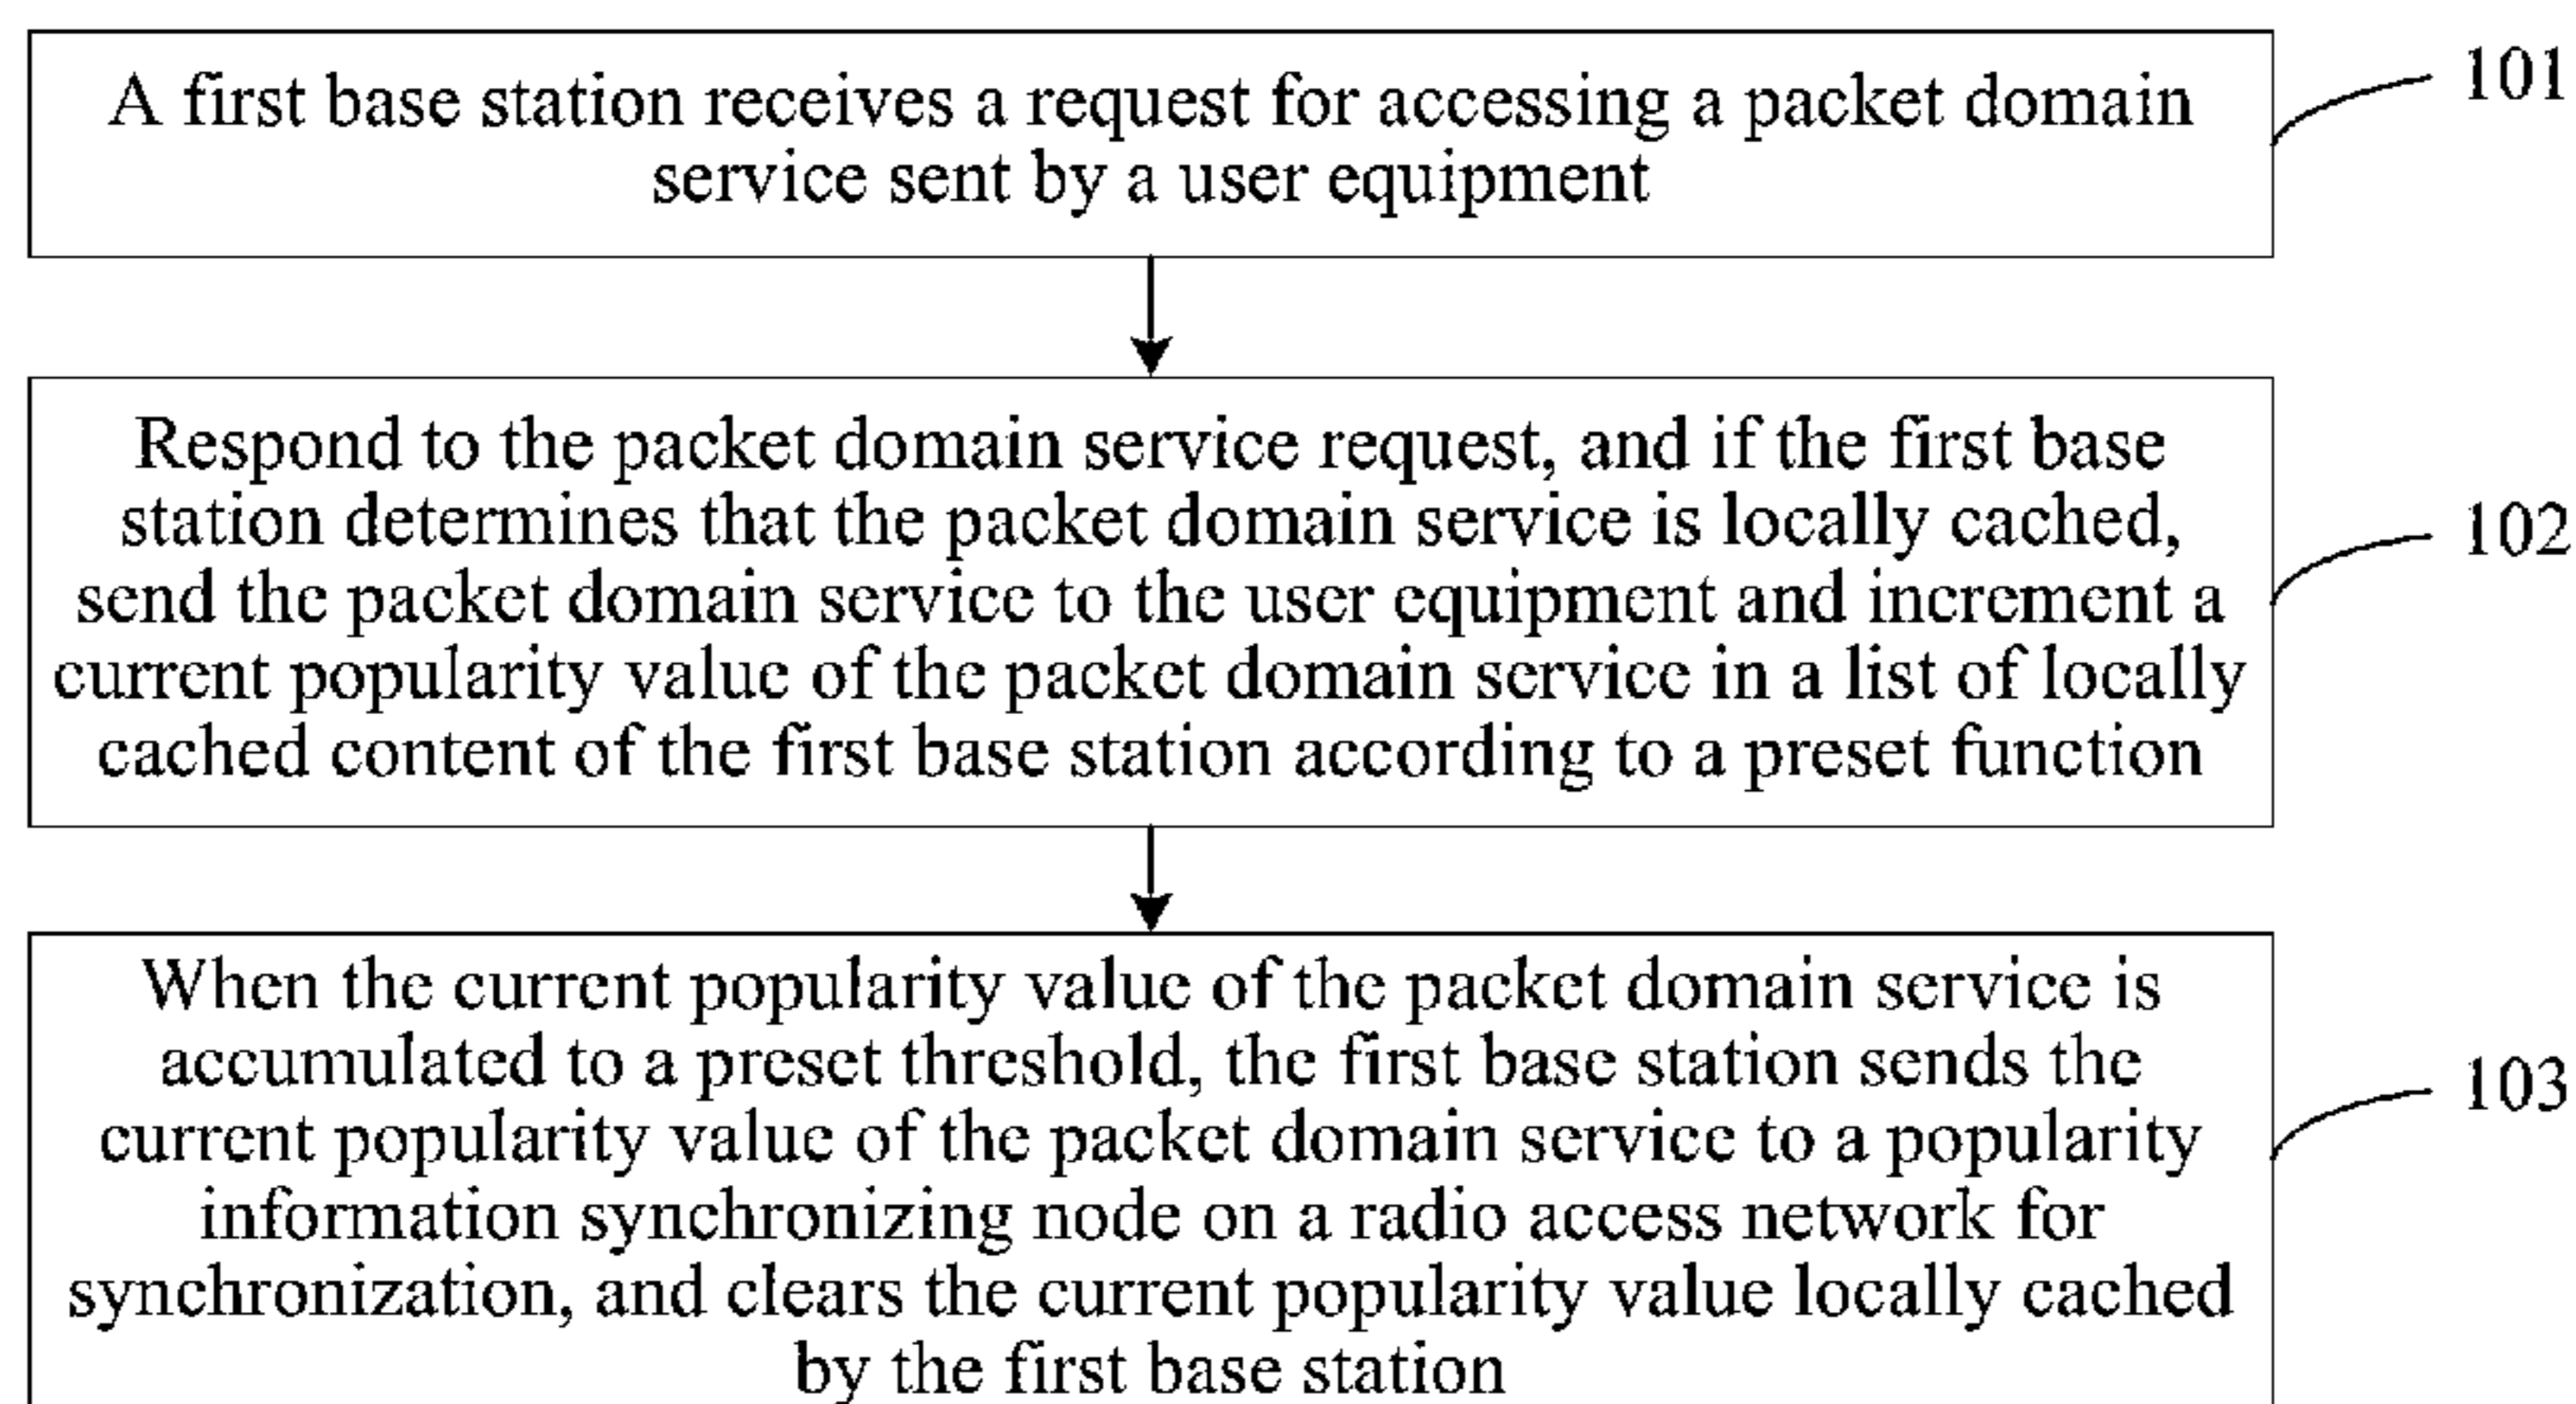 A first base station receives a request for accessing a packet domain
service sent by a user equipment
101
Respond to the packet domain service request, and if the first base
station determines that the packet domain service is locally cached,
send the packet domain service to the user equipment and increment a
current popularity value of the packet domain service in a list of locally
cached content of the first base station according to a preset function
102
When the current popularity value of the packet domain service is
accumulated to a preset threshold, the first base station sends the
current popularity value of the packet domain service to a popularity
information synchronizing node on a radio access network for
synchronization, and clears the current popularity value locally cached
by the first base station
103